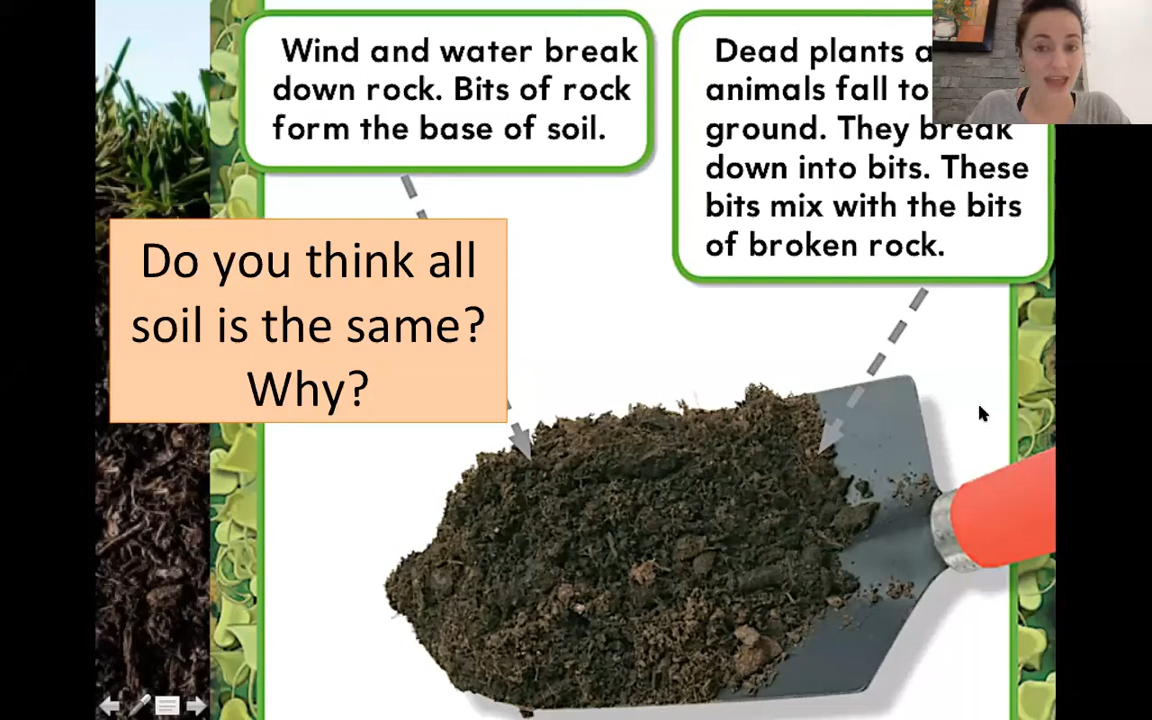 Wind and water break
down rock. Bits of rock
form the base of soil.
Dead plants a
animals fall to
ground. They break
down into bits. These
bits mix with the bits
of broken rock.
Do you think all
soil is the same?
Why?